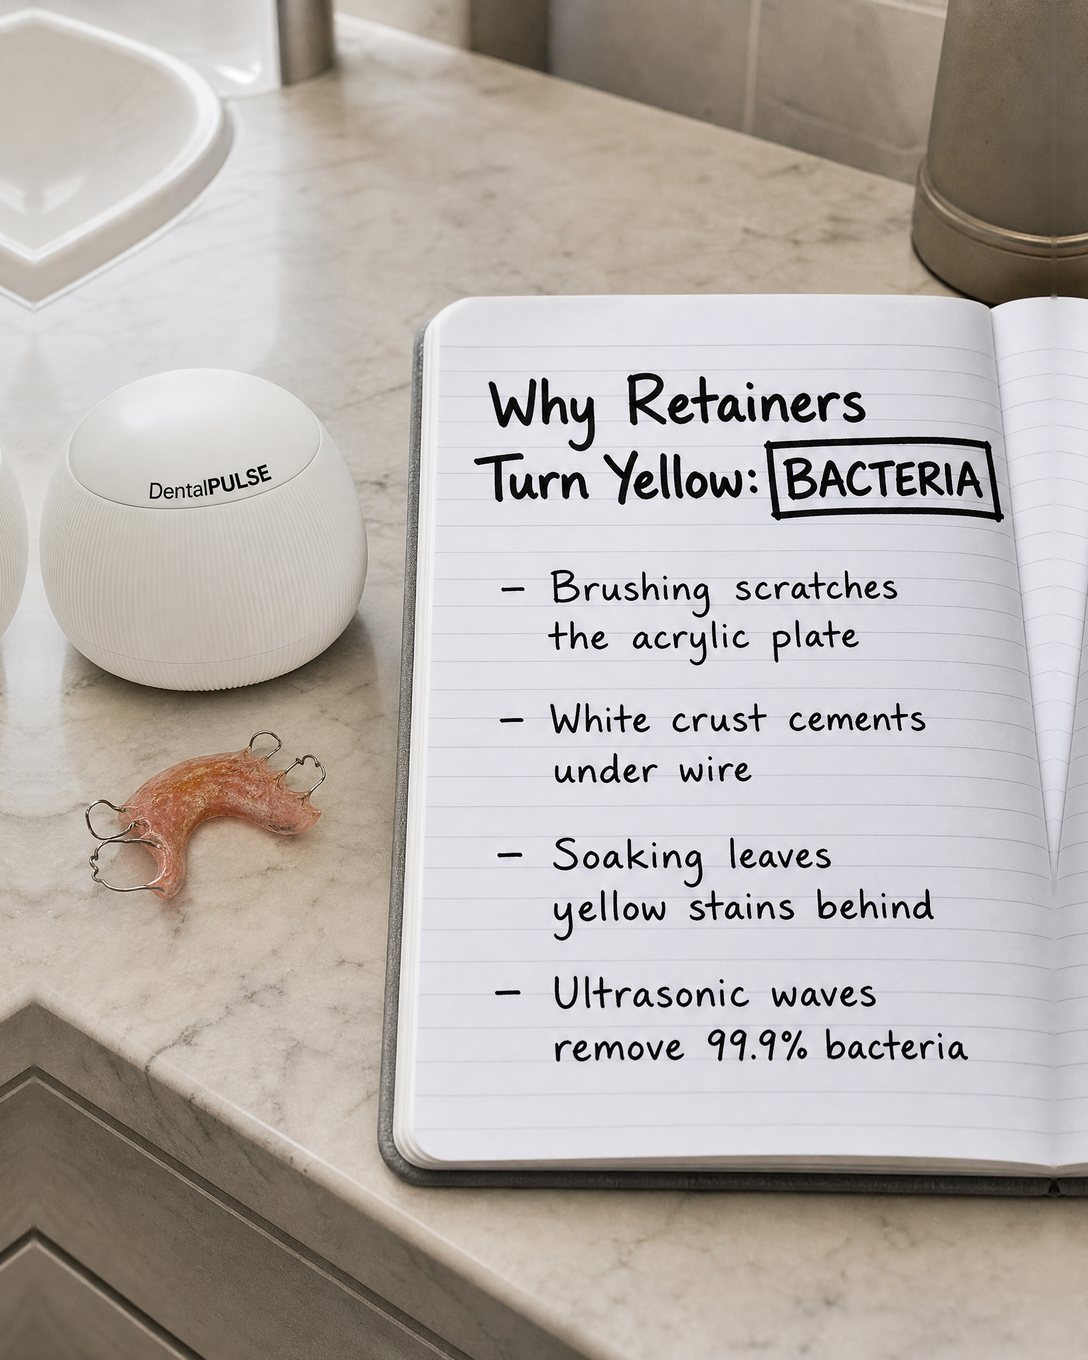 DentalPULSE
Why Retainers
Turn Yellow: BACTERIA
– Brushing scratches
the acrylic plate
– White crust cements
under wire
– Soaking leaves
yellow stains behind
– Ultrasonic waves
remove 99.9% bacteria